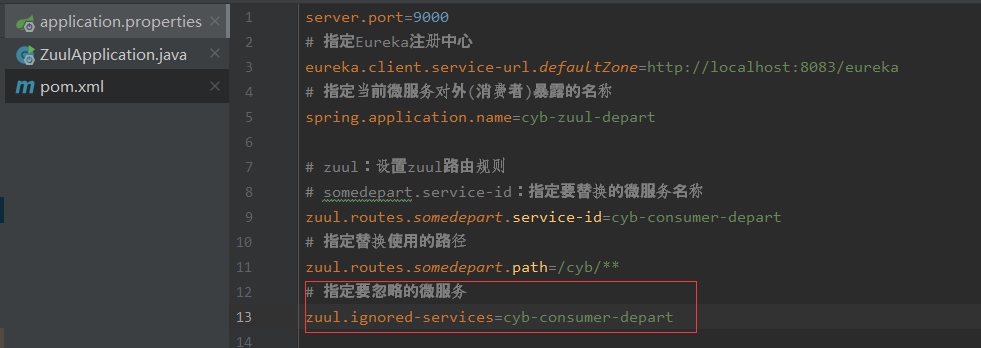 application.properties
ZuulApplication.java
pom.xml
1 server.port=9000
2 # 指定Eureka注册中心
3 eureka.client.service-url.defaultZone=http://localhost:8083/eureka
4 # 指定当前微服务对外(消费者)暴露的名称
5 spring.application.name=cyb-zuul-depart
6
7 # zuul：设置zuul路由规则
8 # somedepart.service-id：指定要替换的微服务名称
9 zuul.routes.somedepart.service-id=cyb-consumer-depart
10 # 指定替换使用的路径
11 zuul.routes.somedepart.path=/cyb/**
12 # 指定要忽略的微服务
13 zuul.ignored-services=cyb-consumer-depart
14